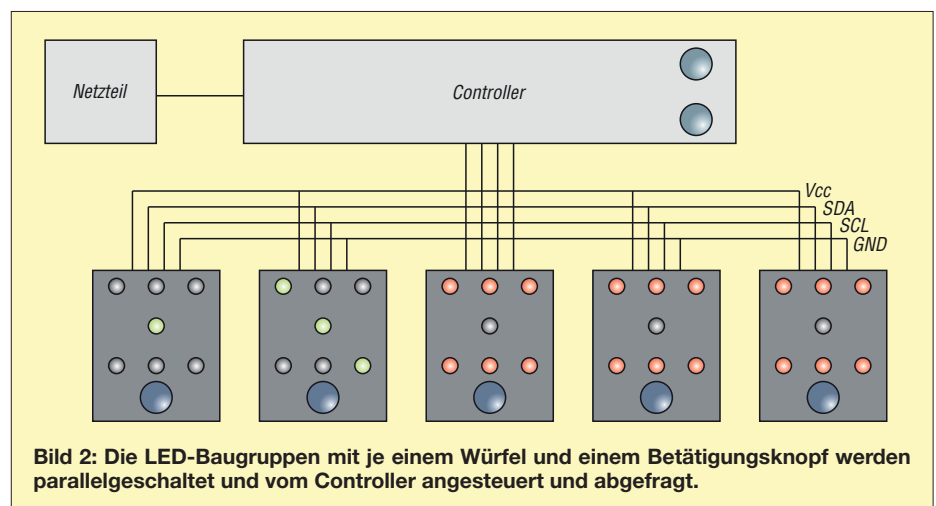 Netzteil
Controller
Vcc
SDA
SCL
GND
Bild 2: Die LED-Baugruppen mit je einem Würfel und einem Betätigungsknopf werden
parallelgeschaltet und vom Controller angesteuert und abgefragt.